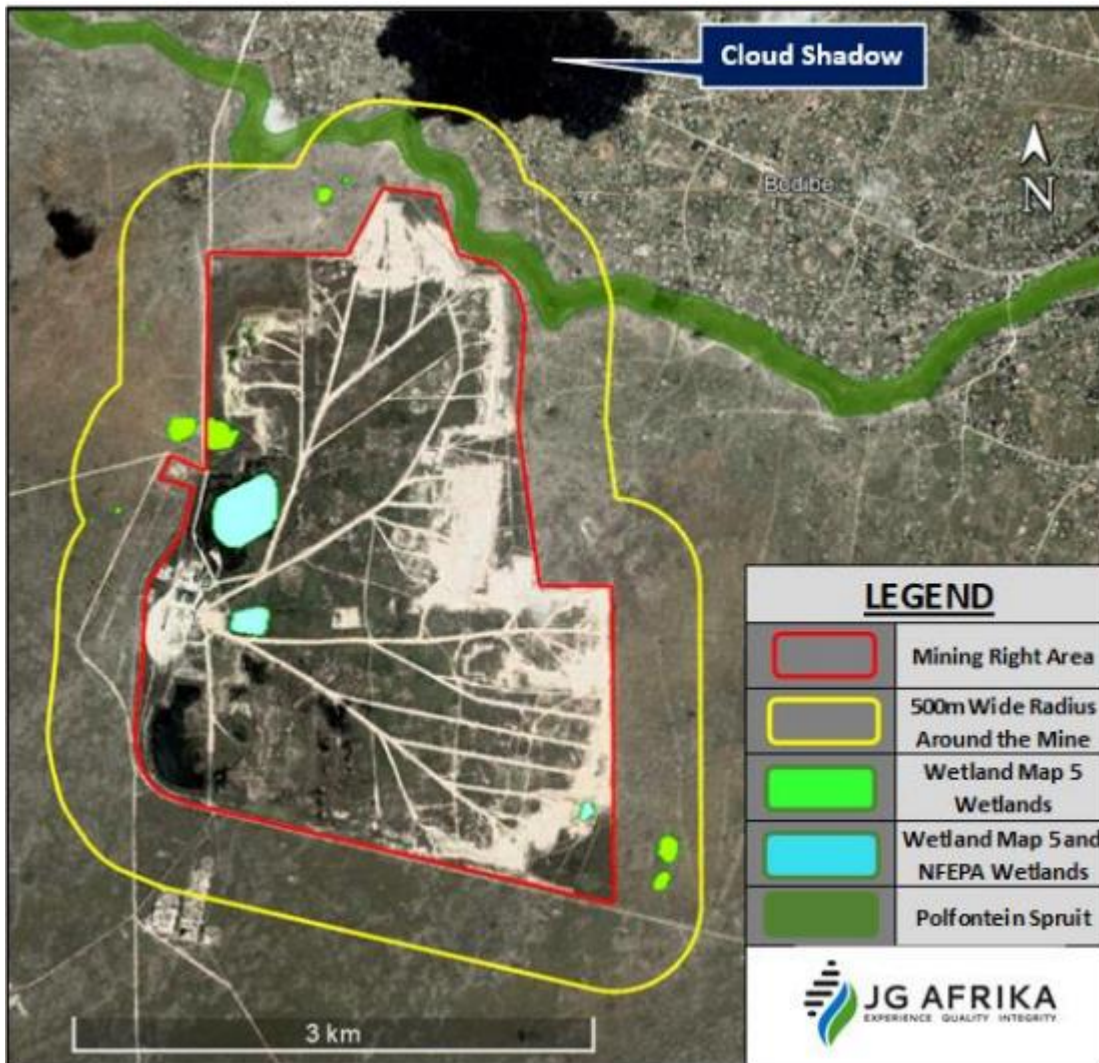 Cloud Shadow
Bodibe
N
LEGEND
Mining Right Area
500m Wide Radius
Around the Mine
Wetland Map 5
Wetlands
Wetland Map 5 and
NFEPA Wetlands
Polfontein Spruit
JG AFRIKA
EXPERIENCE QUALITY INTEGRITY
3 km